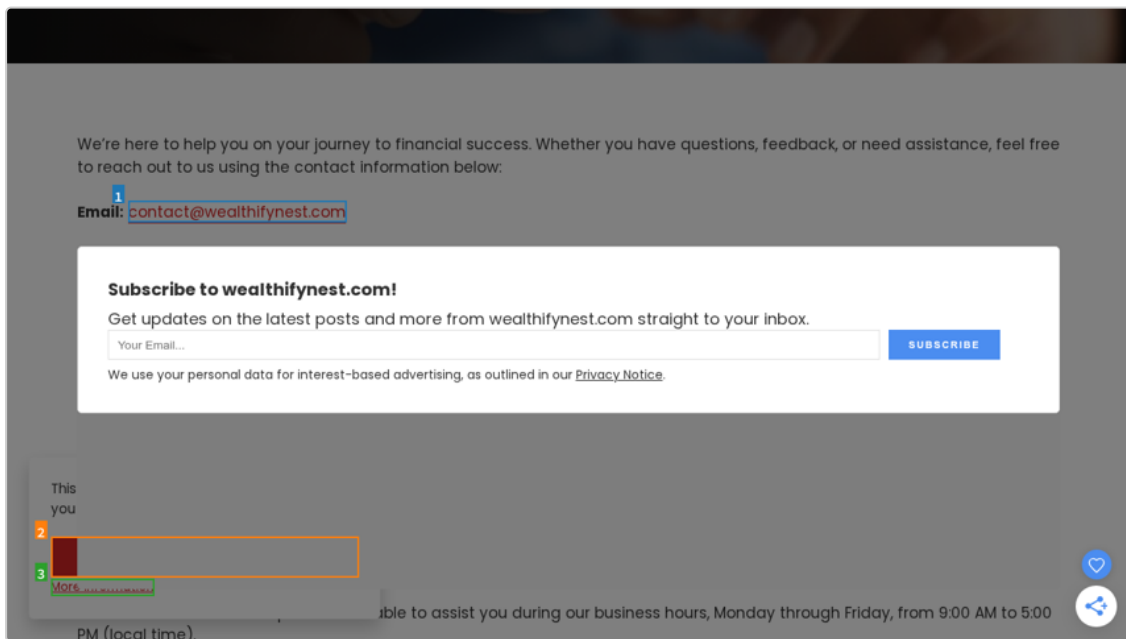 We're here to help you on your journey to financial success. Whether you have questions, feedback, or need assistance, feel free
to reach out to us using the contact information below:
1
Email: contact@wealthifynest.com
Subscribe to wealthifynest.com!
Get updates on the latest posts and more from wealthifynest.com straight to your inbox.
Your Email...
SUBSCRIBE
We use your personal data for interest-based advertising, as outlined in our Privacy Notice.
This
you
2
3
More information
able to assist you during our business hours, Monday through Friday, from 9:00 AM to 5:00
PM (local time).